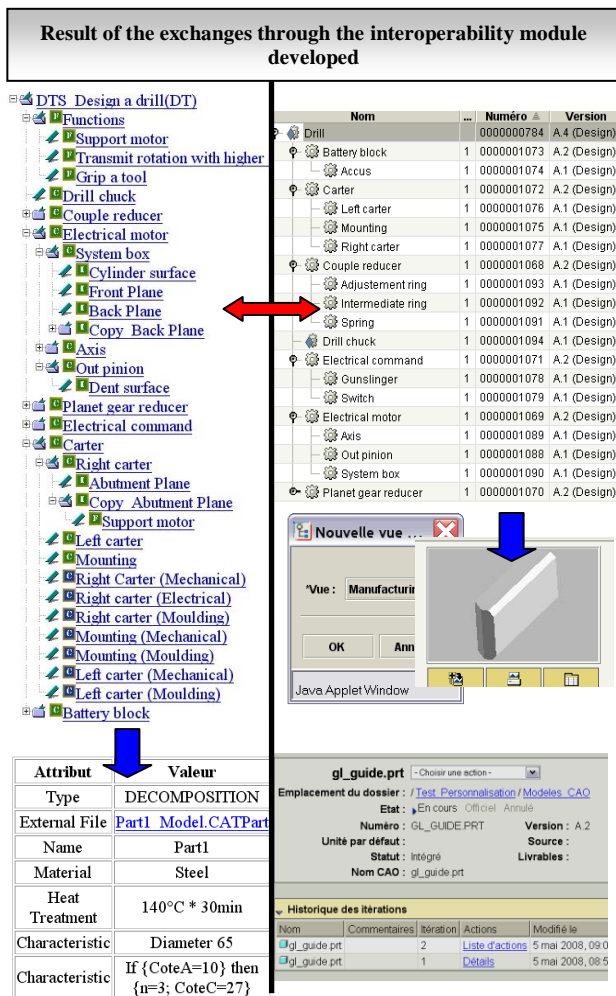 Result of the exchanges through the interoperability module
developed
DTS Design a drill(DT)
F Functions
F Support motor
F Transmit rotation with higher
F Grip a tool
C Drill chuck
C Couple reducer
C Electrical motor
C System box
I Cylinder surface
I Front Plane
I Back Plane
I Copy Back Plane
C Axis
C Out pinion
I Dent surface
C Planet gear reducer
C Electrical command
C Carter
C Right carter
I Abutment Plane
I Copy Abutment Plane
F Support motor
C Left carter
C Mounting
C Right Carter (Mechanical)
C Right carter (Electrical)
C Right carter (Moulding)
C Mounting (Mechanical)
C Mounting (Moulding)
C Left carter (Mechanical)
C Left carter (Moulding)
C Battery block
Nom ... Numéro Version
Drill 0000000784 A.4 (Design)
Battery block 1 0000001073 A.2 (Design)
Accus 1 0000001074 A.1 (Design)
Carter 1 0000001072 A.2 (Design)
Left carter 1 0000001076 A.1 (Design)
Mounting 1 0000001075 A.1 (Design)
Right carter 1 0000001077 A.1 (Design)
Couple reducer 1 0000001068 A.2 (Design)
Adjustement ring 1 0000001093 A.1 (Design)
Intermediate ring 1 0000001092 A.1 (Design)
Spring 1 0000001091 A.1 (Design)
Drill chuck 1 0000001094 A.1 (Design)
Electrical command 1 0000001071 A.2 (Design)
Gunslinger 1 0000001078 A.1 (Design)
Switch 1 0000001079 A.1 (Design)
Electrical motor 1 0000001069 A.2 (Design)
Axis 1 0000001089 A.1 (Design)
Out pinion 1 0000001088 A.1 (Design)
System box 1 0000001090 A.1 (Design)
Planet gear reducer 1 0000001070 A.2 (Design)
Nouvelle vue ...
*Vue : Manufacturin
OK Ann
Java Applet Window
Attribut Valeur
Type DECOMPOSITION
External File Part1_Model.CATPart
Name Part1
Material Steel
Heat
Treatment 140°C * 30min
Characteristic Diameter 65
Characteristic If {CoteA=10} then
{n=3; CoteC=27}
gl_guide.prt - Choisir une action -
Emplacement du dossier : / Test_Personnalisation / Modeles_CAO
Etat : En cours Officiel Annulé
Numéro : GL_GUIDE.PRT Version : A.2
Unité par défaut : Source :
Statut : Intégré Livrables :
Nom CAO : gl_guide.prt
Historique des itérations
Nom Commentaires Itération Actions Modifié le
gl_guide.prt 2 Liste d'actions 5 mai 2008, 09:0
gl_guide.prt 1 Détails 5 mai 2008, 08:5